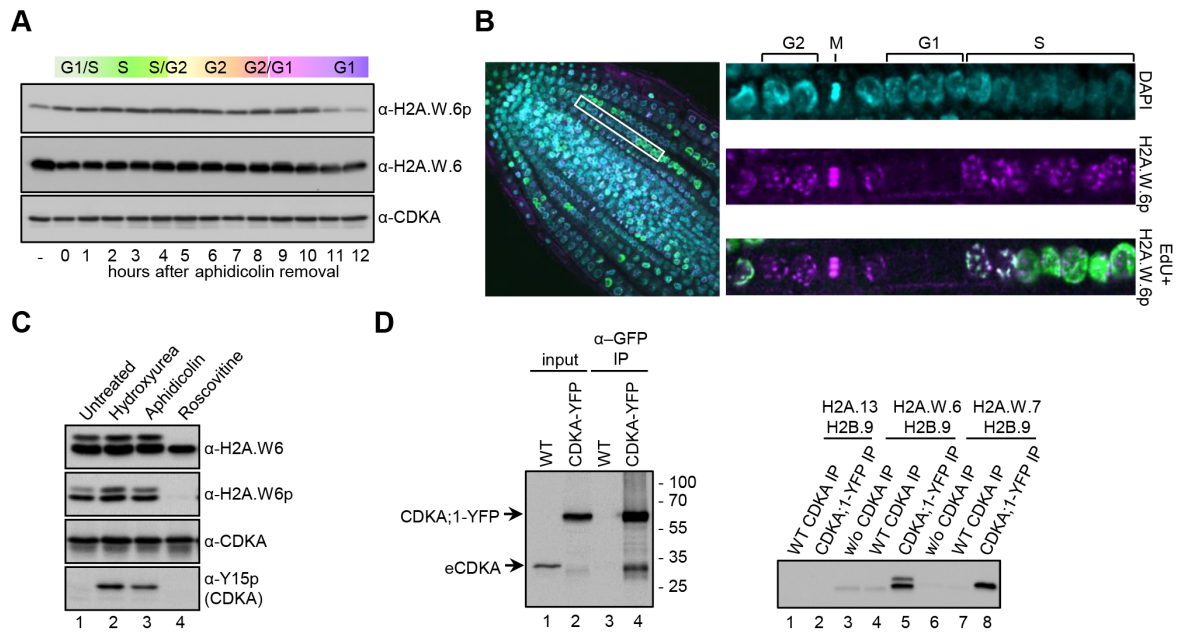 A
G1/S S S/G2 G2 G2/G1 G1
α-H2A.W.6p
α-H2A.W.6
α-CDKA
- 0 1 2 3 4 5 6 7 8 9 10 11 12
hours after aphidicolin removal
B
G2 M G1 S
DAPI
H2A.W.6p
EdU+
H2A.W.6p
C
Untreated
Hydroxyurea
Aphidicolin
Roscovitine
α-H2A.W6
α-H2A.W6p
α-CDKA
α-Y15p
(CDKA)
1 2 3 4
D
input
α–GFP
IP
WT
CDKA-YFP
WT
CDKA-YFP
CDKA;1-YFP
eCDKA
- 100
- 70
- 55
- 35
- 25
1 2 3 4
H2A.13
H2B.9
H2A.W.6
H2B.9
H2A.W.7
H2B.9
WT CDKA IP
CDKA;1-YFP IP
w/o CDKA IP
WT CDKA IP
CDKA;1-YFP IP
w/o CDKA IP
WT CDKA IP
CDKA;1-YFP IP
1 2 3 4 5 6 7 8